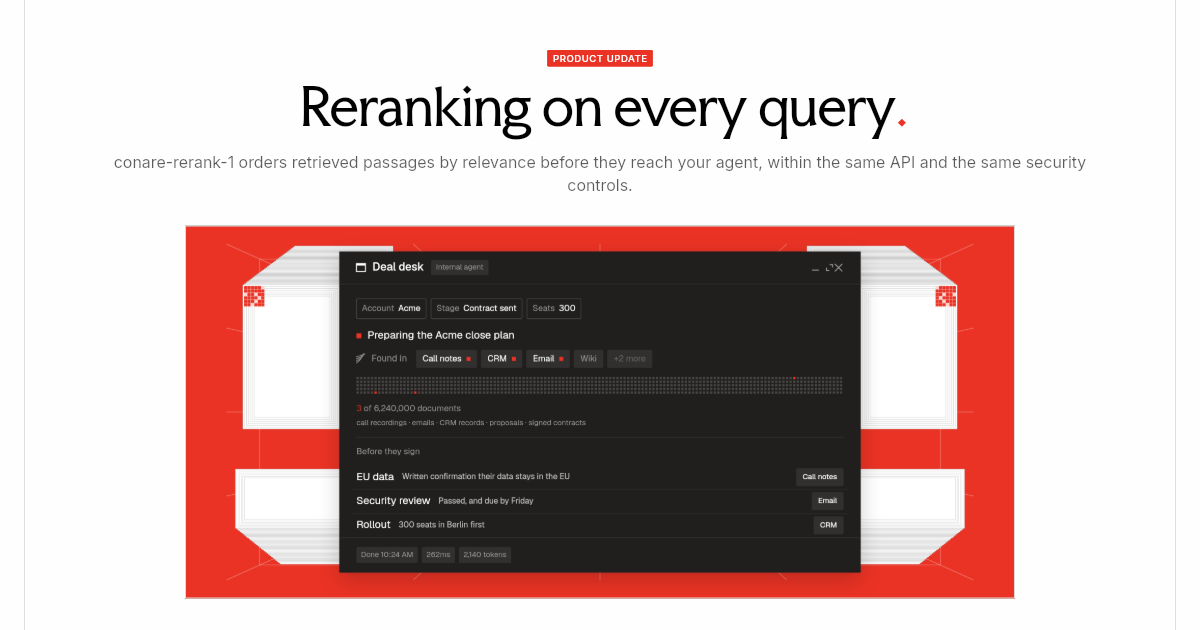 PRODUCT UPDATE
Reranking on every query.
conare-rerank-1 orders retrieved passages by relevance before they reach your agent, within the same API and the same security
controls.
Deal desk Internal agent
Account Acme Stage Contract sent Seats 300
Preparing the Acme close plan
Found in Call notes CRM Email Wiki +2 more
3 of 6,240,000 documents
call recordings · emails · CRM records · proposals · signed contracts
Before they sign
EU data Written confirmation their data stays in the EU Call notes
Security review Passed, and due by Friday Email
Rollout 300 seats in Berlin first CRM
Done 10:24 AM 262ms 2,140 tokens